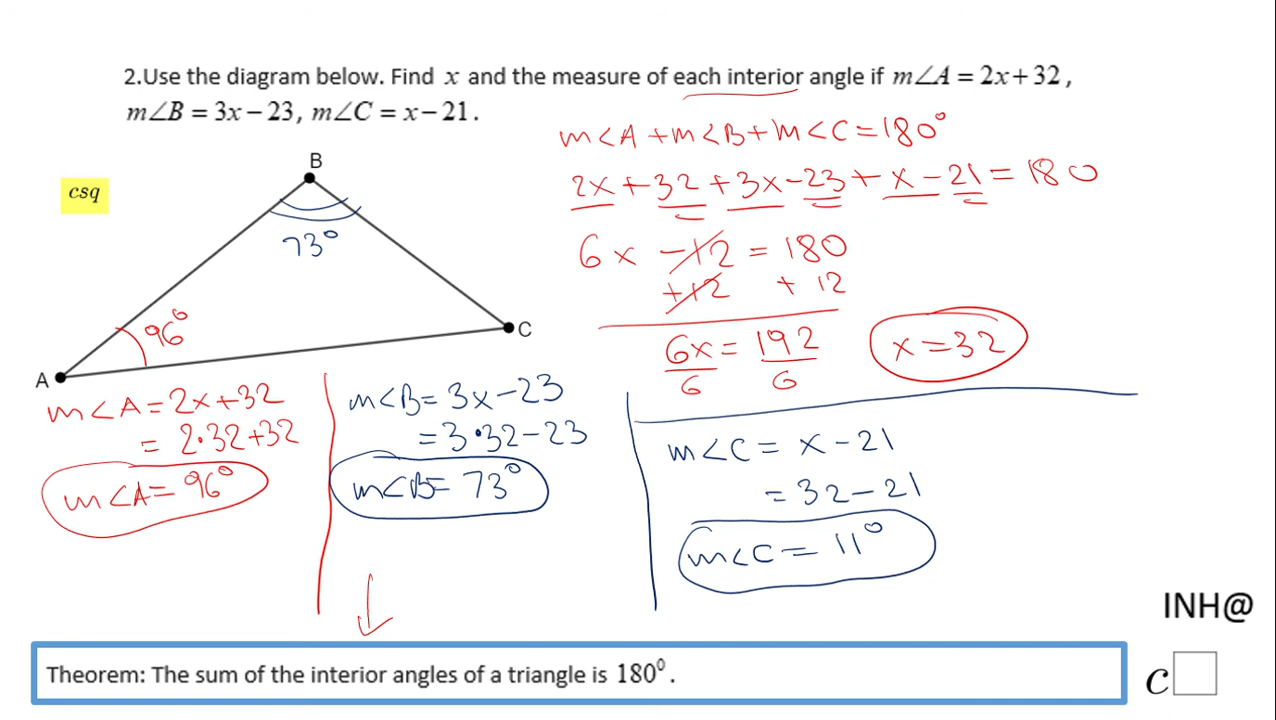 2.Use the diagram below. Find x and the measure of each interior angle if m∠A = 2x+32,
m∠B = 3x−23, m∠C = x−21.
m<A +m<B+m<C=180°
csq
B
2x+32+3x-23+x-21=180
73°
6x -12 = 180
+12 +12
96°
C
6x = 192
6 6
x=32
A
m<A=2x+32
= 2·32+32
m<A= 96°
m<B= 3x-23
=3·32-23
m<B= 73°
m<C= x-21
= 32-21
m<C= 11°
INH@
Theorem: The sum of the interior angles of a triangle is 180⁰.
c